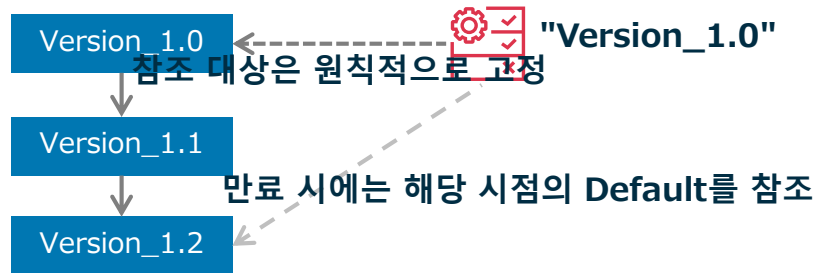 Version_1.0
"Version_1.0"
참조 대상은 원칙적으로 고정
Version_1.1
만료 시에는 해당 시점의 Default를 참조
Version_1.2